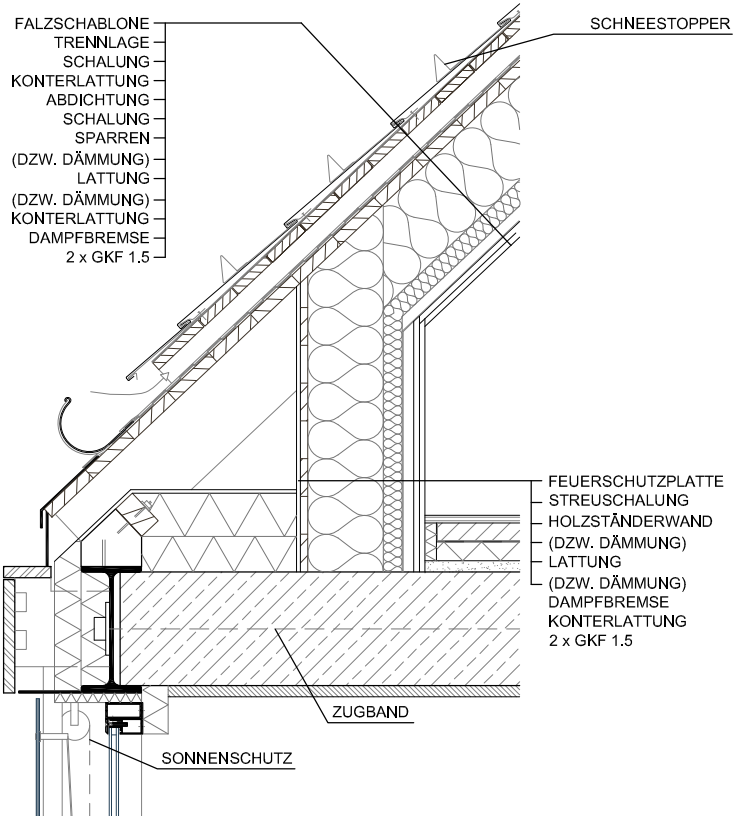 FALZSCHABLONE
TRENNLAGE
SCHALUNG
KONTERLATTUNG
ABDICHTUNG
SCHALUNG
SPARREN
(DZW. DÄMMUNG)
LATTUNG
(DZW. DÄMMUNG)
KONTERLATTUNG
DAMPFBREMSE
2 x GKF 1.5
SCHNEESTOPPER
FEUERSCHUTZPLATTE
STREUSCHALUNG
HOLZSTÄNDERWAND
(DZW. DÄMMUNG)
LATTUNG
(DZW. DÄMMUNG)
DAMPFBREMSE
KONTERLATTUNG
2 x GKF 1.5
ZUGBAND
SONNENSCHUTZ